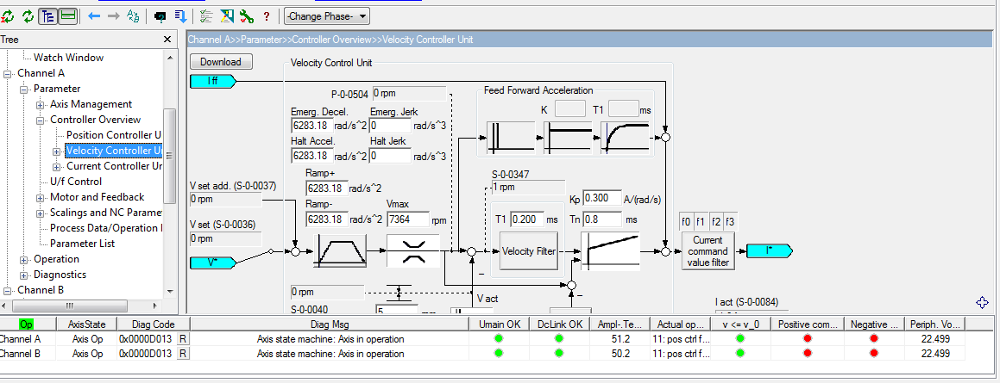 -Change Phase-
Tree
Channel A>>Parameter>>Controller Overview>>Velocity Controller Unit
Watch Window
Channel A
Parameter
Axis Management
Controller Overview
Position Controller U
Velocity Controller U
Current Controller Ur
U/f Control
Motor and Feedback
Scalings and NC Parame
Process Data/Operation
Parameter List
Operation
Diagnostics
Channel B
Download
Velocity Control Unit
I ff
P-0-0504
0 rpm
Feed Forward Acceleration
K
T1
ms
Emerg. Decel.
Emerg. Jerk
6283.18
rad/s^2
0
rad/s^3
Halt Accel.
Halt Jerk
6283.18
rad/s^2
0
rad/s^3
Ramp+
6283.18
rad/s^2
S-0-0347
1 rpm
V set add. (S-0-0037)
0 rpm
Ramp-
Vmax
6283.18
rad/s^2
7364
rpm
Kp
0.300
A/(rad/s)
T1
0.200
ms
Tn
0.8
ms
V set (S-0-0036)
0 rpm
f0
f1
f2
f3
Velocity Filter
Current
command
value filter
V*
I*
V act
0 rpm
S-0-0040
I act (S-0-0084)
Op
AxisState
Diag Code
Diag Msg
Umain OK
DcLink OK
Ampl-.Te...
Actual op...
v <= v_0
Positive com...
Negative ...
Periph. Vo...
Channel A
Axis Op
0x0000D013
R
Axis state machine: Axis in operation
51.2
11: pos ctrl f...
22.499
Channel B
Axis Op
0x0000D013
R
Axis state machine: Axis in operation
50.2
11: pos ctrl f...
22.499